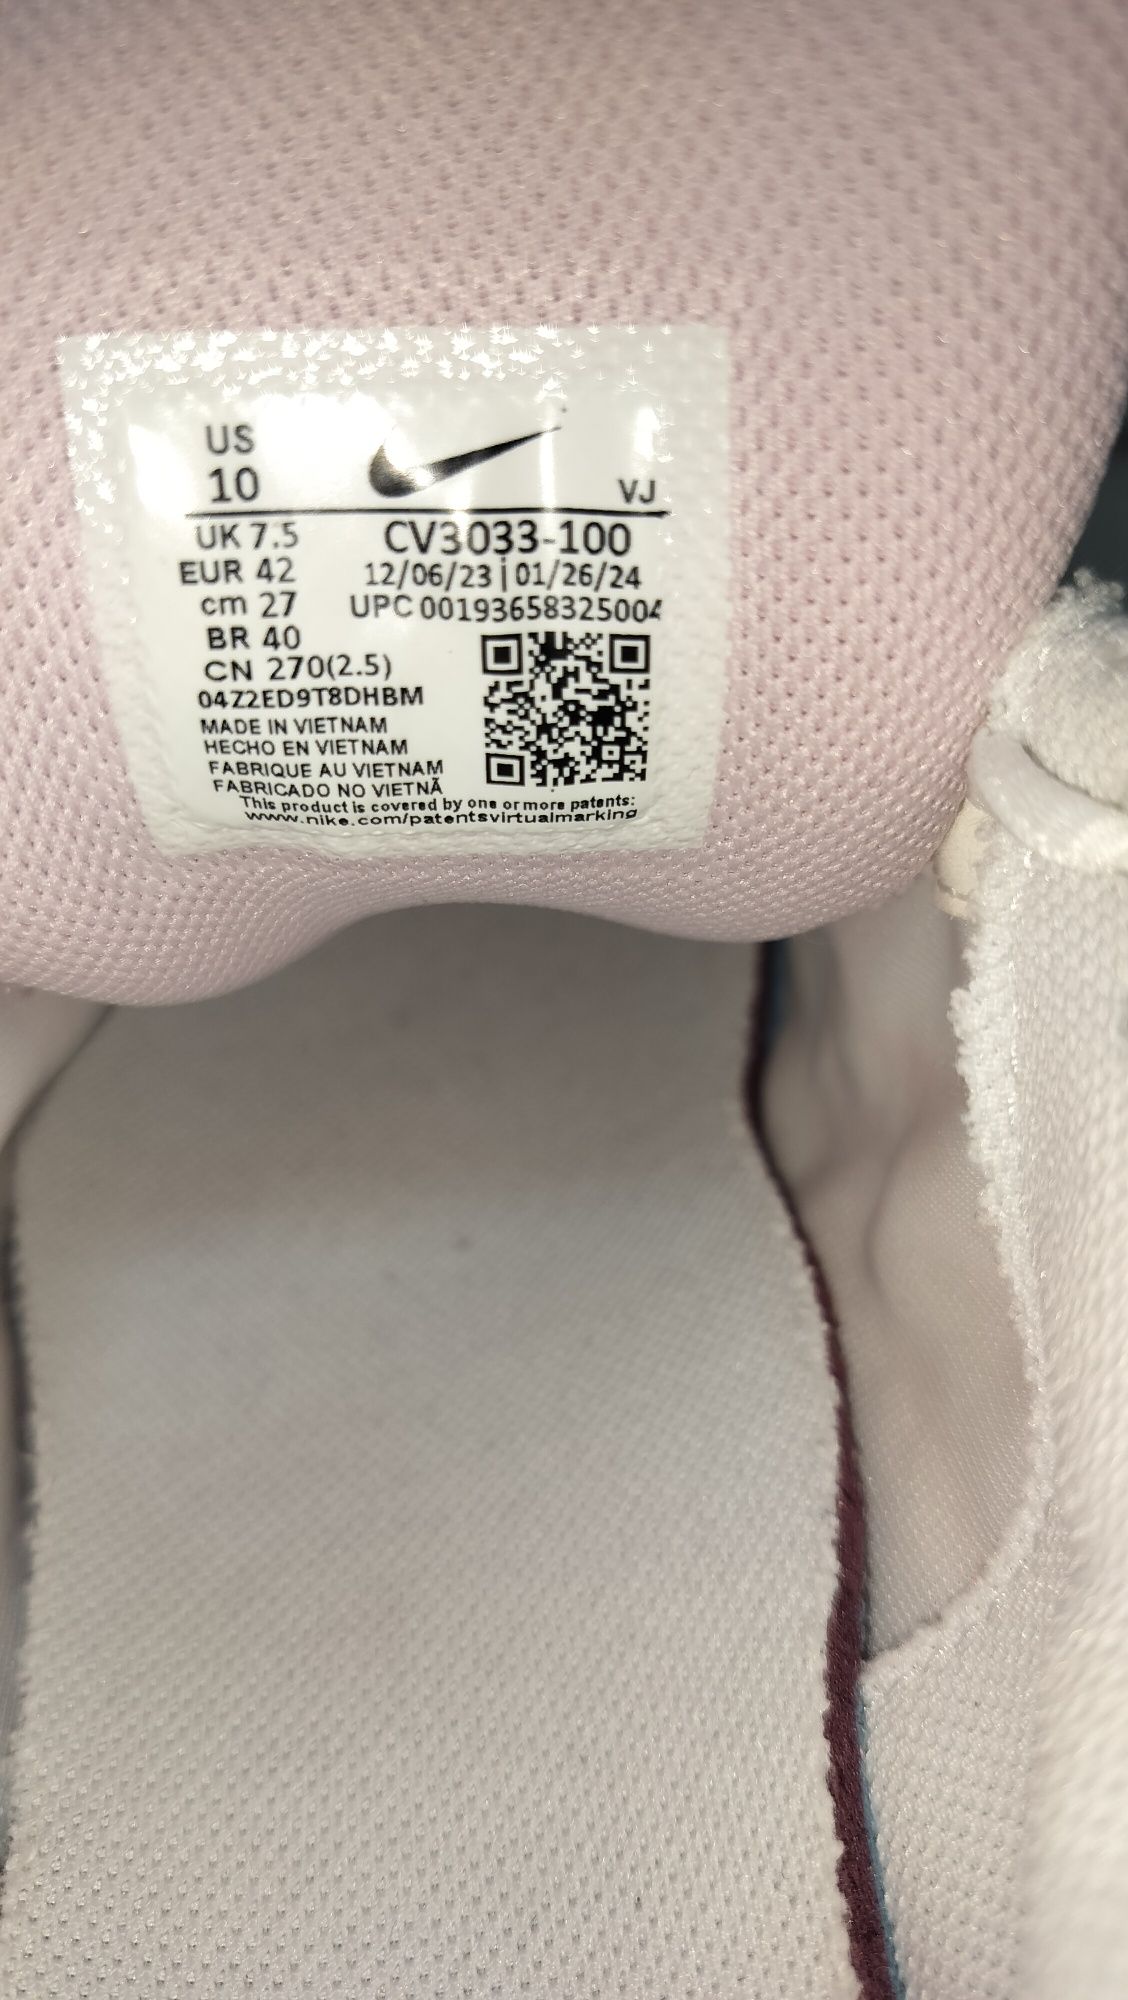 US
10
VJ
UK 7.5
CV3033-100
EUR 42
12/06/23|01/26/24
cm 27
UPC 00193658325004
BR 40
CN 270(2.5)
04Z2ED9T8DHBM
MADE IN VIETNAM
HECHO EN VIETNAM
FABRIQUE AU VIETNAM
FABRICADO NO VIETNÃ
This product is covered by one or more patents:
www.nike.com/patentsvirtualmarking